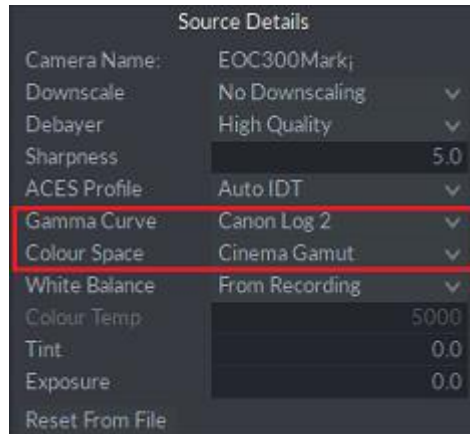 Source Details
Camera Name: EOC300Mark¡
Downscale No Downscaling
Debayer High Quality
Sharpness 5.0
ACES Profile Auto IDT
Gamma Curve Canon Log 2
Colour Space Cinema Gamut
White Balance From Recording
Colour Temp 5000
Tint 0.0
Exposure 0.0
Reset From File